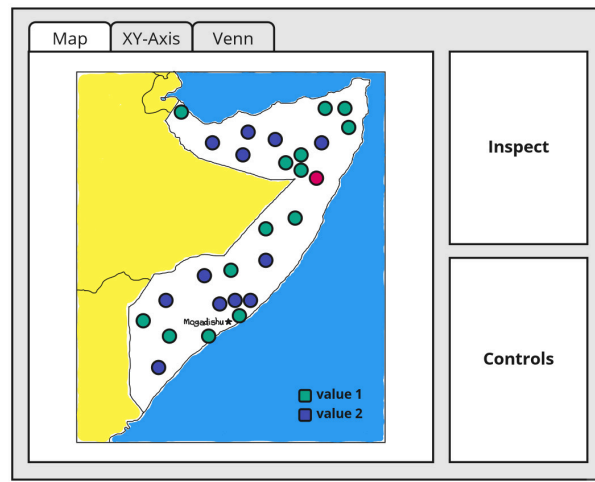 Map
XY-Axis
Venn
Inspect
Mogadishu
value 1
value 2
Controls